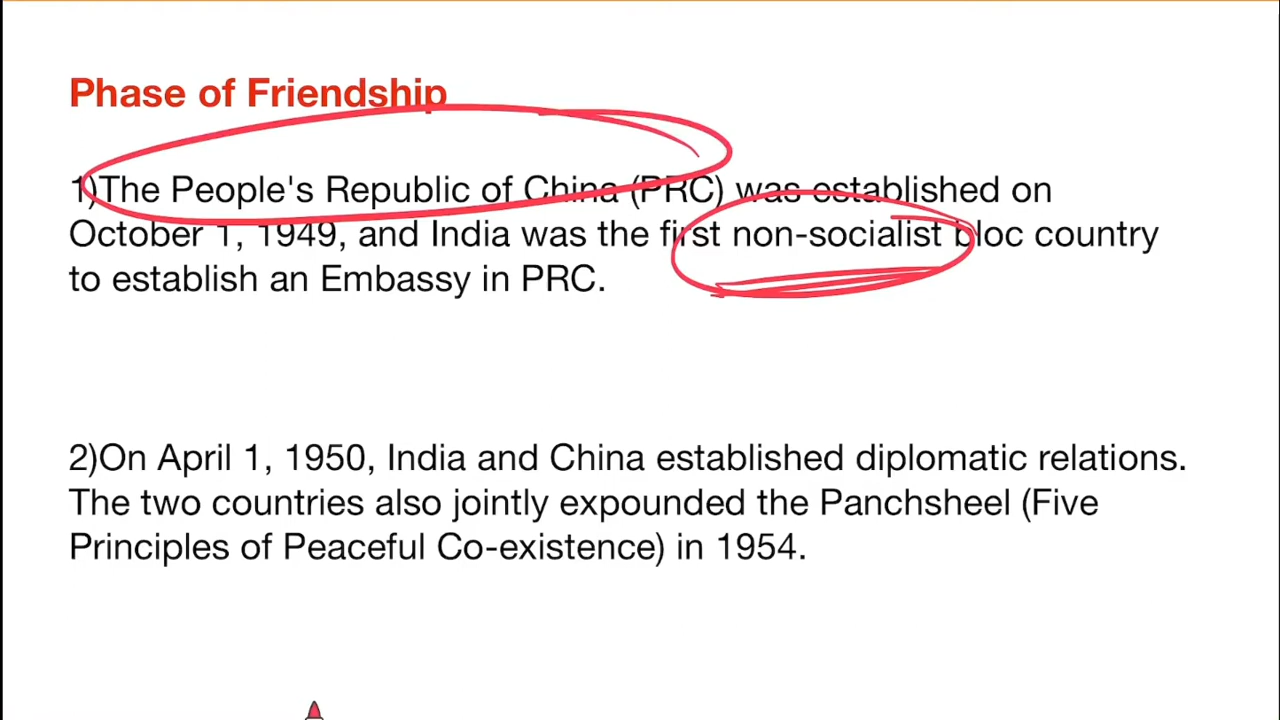 Phase of Friendship
1)The People's Republic of China (PRC) was established on
October 1, 1949, and India was the first non-socialist bloc country
to establish an Embassy in PRC.
2)On April 1, 1950, India and China established diplomatic relations.
The two countries also jointly expounded the Panchsheel (Five
Principles of Peaceful Co-existence) in 1954.